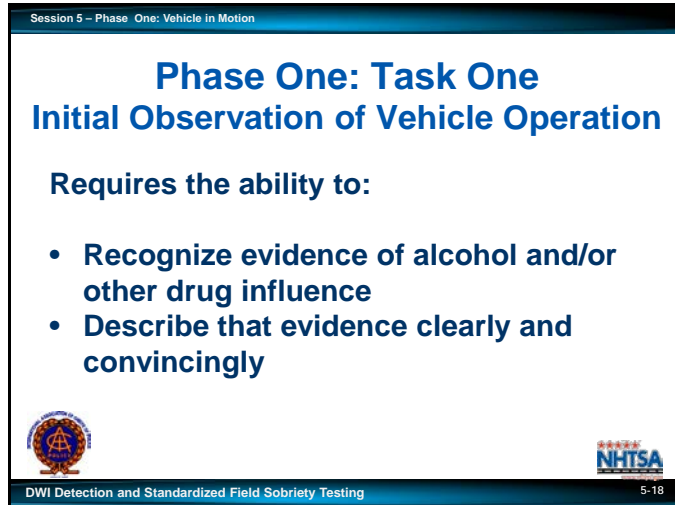 Session 5 – Phase One: Vehicle in Motion
Phase One: Task One
Initial Observation of Vehicle Operation
Requires the ability to:
• Recognize evidence of alcohol and/or
other drug influence
• Describe that evidence clearly and
convincingly
POLICE
NHTSA
DWI Detection and Standardized Field Sobriety Testing
5-18